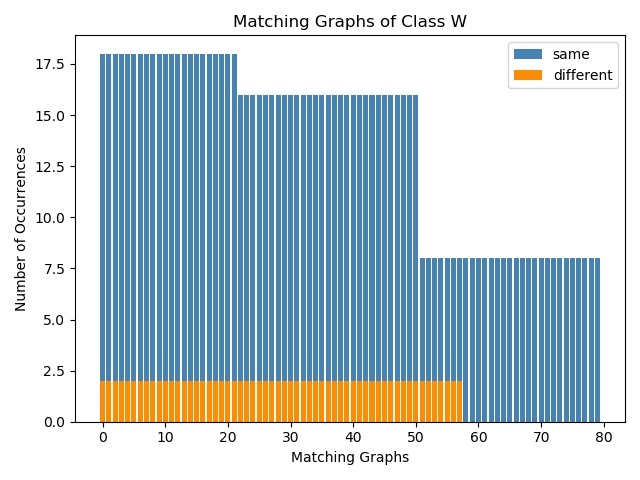 Matching Graphs of Class W
same
different
Number of Occurrences
17.5
15.0
12.5
10.0
7.5
5.0
2.5
0.0
0 10 20 30 40 50 60 70 80
Matching Graphs